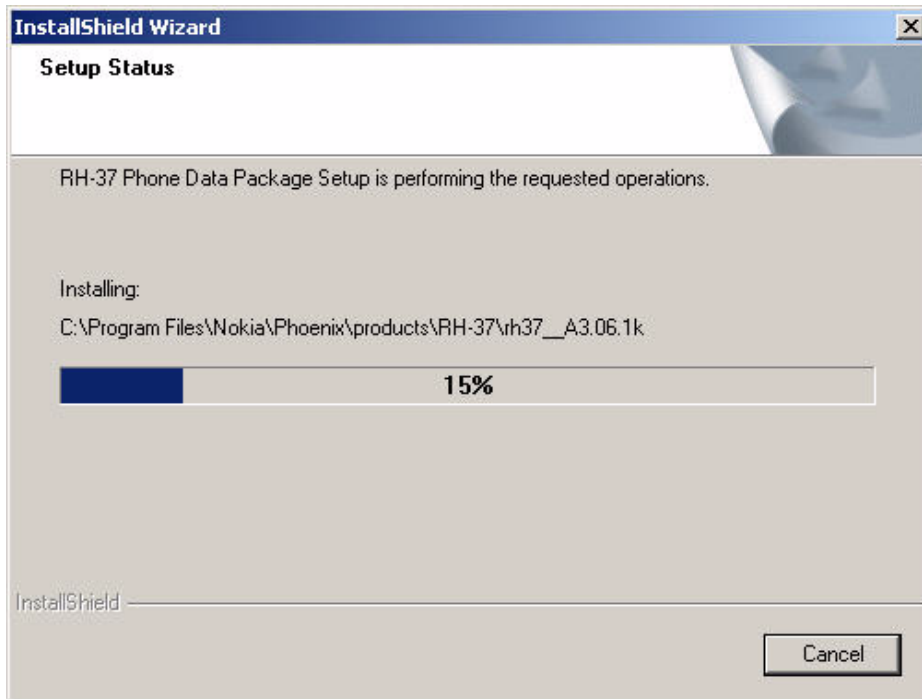 InstallShield Wizard
Setup Status
RH-37 Phone Data Package Setup is performing the requested operations.
Installing:
C:\Program Files\Nokia\Phoenix\products\RH-37\rh37__A3.06.1k
15%
InstallShield
Cancel